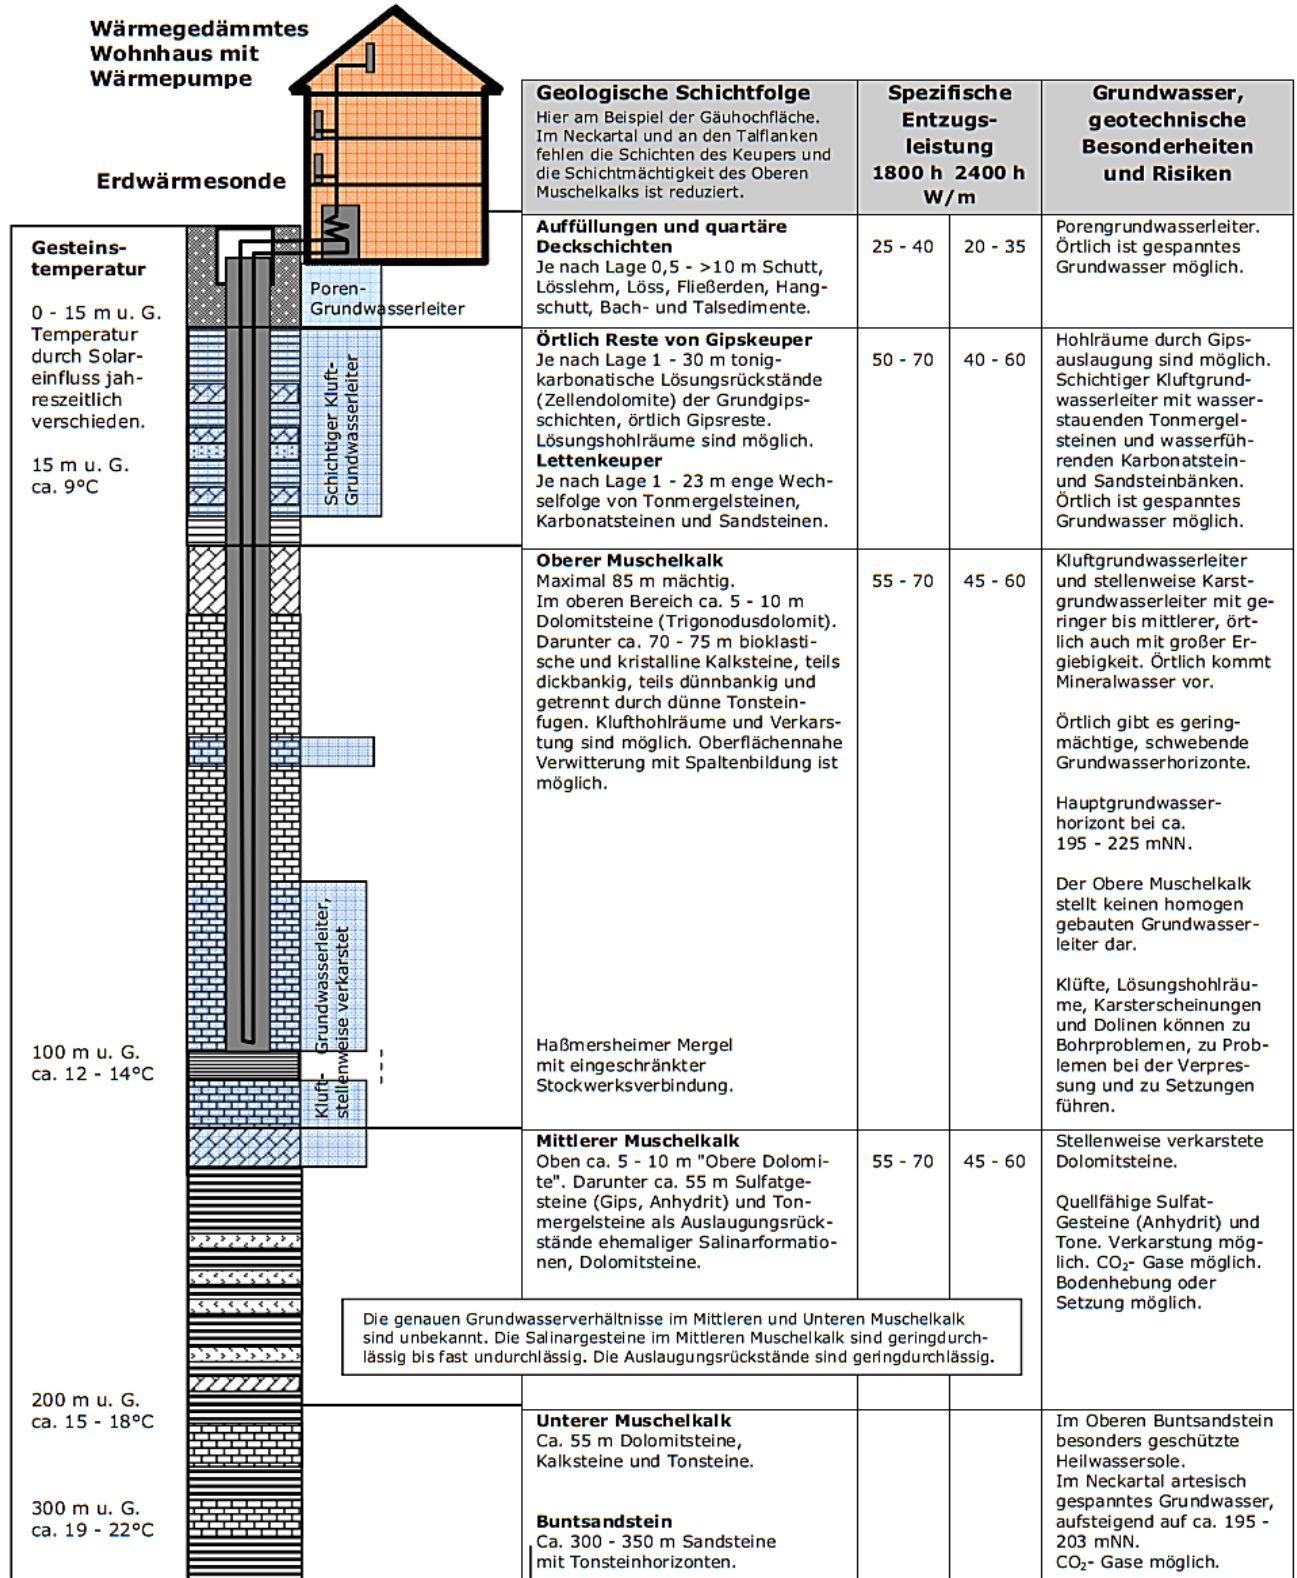 Wärmegedämmtes
Wohnhaus mit
Wärmepumpe
Erdwärmesonde
Gesteins-
temperatur
0 - 15 m u. G.
Temperatur
durch Solar-
einfluss jah-
reszeitlich
verschieden.
15 m u. G.
ca. 9°C
100 m u. G.
ca. 12 - 14°C
200 m u. G.
ca. 15 - 18°C
300 m u. G.
ca. 19 - 22°C
Poren-
Grundwasserleiter
Schichtiger Kluft-
Grundwasserleiter
Kluft- Grundwasserleiter,
stellenweise verkarstet
Geologische Schichtfolge
Hier am Beispiel der Gäuhochfläche.
Im Neckartal und an den Talflanken
fehlen die Schichten des Keupers und
die Schichtmächtigkeit des Oberen
Muschelkalks ist reduziert.
Spezifische
Entzugs-
leistung
1800 h 2400 h
W/m
Grundwasser,
geotechnische
Besonderheiten
und Risiken
Auffüllungen und quartäre
Deckschichten
Je nach Lage 0,5 - >10 m Schutt,
Lösslehm, Löss, Fließerden, Hang-
schutt, Bach- und Talsedimente.
25 - 40 20 - 35
Porengrundwasserleiter.
Örtlich ist gespanntes
Grundwasser möglich.
Örtlich Reste von Gipskeuper
Je nach Lage 1 - 30 m tonig-
karbonatische Lösungsrückstände
(Zellendolomite) der Grundgips-
schichten, örtlich Gipsreste.
Lösungshohlräume sind möglich.
Lettenkeuper
Je nach Lage 1 - 23 m enge Wech-
selfolge von Tonmergelsteinen,
Karbonatsteinen und Sandsteinen.
50 - 70 40 - 60
Hohlräume durch Gips-
auslaugung sind möglich.
Schichtiger Kluftgrund-
wasserleiter mit wasser-
stauenden Tonmergel-
steinen und wasserfüh-
renden Karbonatstein-
und Sandsteinbänken.
Örtlich ist gespanntes
Grundwasser möglich.
Oberer Muschelkalk
Maximal 85 m mächtig.
Im oberen Bereich ca. 5 - 10 m
Dolomitsteine (Trigonodusdolomit).
Darunter ca. 70 - 75 m bioklasti-
sche und kristalline Kalksteine, teils
dickbankig, teils dünnbankig und
getrennt durch dünne Tonstein-
fugen. Klufthohlräume und Verkars-
tung sind möglich. Oberflächennahe
Verwitterung mit Spaltenbildung ist
möglich.
Haßmersheimer Mergel
mit eingeschränkter
Stockwerksverbindung.
55 - 70 45 - 60
Kluftgrundwasserleiter
und stellenweise Karst-
grundwasserleiter mit ge-
ringer bis mittlerer, ört-
lich auch mit großer Er-
giebigkeit. Örtlich kommt
Mineralwasser vor.
Örtlich gibt es gering-
mächtige, schwebende
Grundwasserhorizonte.
Hauptgrundwasser-
horizont bei ca.
195 - 225 mNN.
Der Obere Muschelkalk
stellt keinen homogen
gebauten Grundwasser-
leiter dar.
Klüfte, Lösungshohlräu-
me, Karsterscheinungen
und Dolinen können zu
Bohrproblemen, zu Prob-
lemen bei der Verpres-
sung und zu Setzungen
führen.
Mittlerer Muschelkalk
Oben ca. 5 - 10 m "Obere Dolomi-
te". Darunter ca. 55 m Sulfatge-
steine (Gips, Anhydrit) und Ton-
mergelsteine als Auslaugungsrück-
stände ehemaliger Salinarformatio-
nen, Dolomitsteine.
55 - 70 45 - 60
Stellenweise verkarstete
Dolomitsteine.
Quellfähige Sulfat-
Gesteine (Anhydrit) und
Tone. Verkarstung mög-
lich. CO₂- Gase möglich.
Bodenhebung oder
Setzung möglich.
Die genauen Grundwasserverhältnisse im Mittleren und Unteren Muschelkalk
sind unbekannt. Die Salinargesteine im Mittleren Muschelkalk sind geringdurch-
lässig bis fast undurchlässig. Die Auslaugungsrückstände sind geringdurchlässig.
Unterer Muschelkalk
Ca. 55 m Dolomitsteine,
Kalksteine und Tonsteine.
Buntsandstein
Ca. 300 - 350 m Sandsteine
mit Tonsteinhorizonten.
Im Oberen Buntsandstein
besonders geschützte
Heilwassersole.
Im Neckartal artesisch
gespanntes Grundwasser,
aufsteigend auf ca. 195 -
203 mNN.
CO₂- Gase möglich.